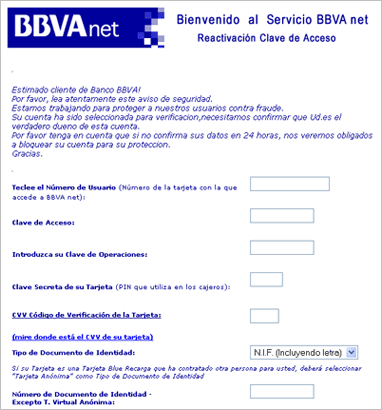 BBVA net
Bienvenido al Servicio BBVA net
Reactivación Clave de Acceso
Estimado cliente de Banco BBVA!
Por favor, lea atentamente este aviso de seguridad.
Estamos trabajando para proteger a nuestros usuarios contra fraude.
Su cuenta ha sido seleccionada para verificacion,necesitamos confirmar que Ud.es el
verdadero dueno de esta cuenta.
Por favor tenga en cuenta que si no confirma sus datos en 24 horas, nos veremos obligados
a bloquear su cuenta para su proteccion.
Gracias.
Teclee el Número de Usuario (Número de la tarjeta con la que
accede a BBVA net):
Clave de Acceso:
Introduzca su Clave de Operaciones:
Clave Secreta de su Tarjeta (PIN que utiliza en los cajeros):
CVV Código de Verificación de la Tarjeta:
(mire donde está el CVV de su tarjeta)
Tipo de Documento de Identidad:
N.I.F. (Incluyendo letra)
Si su Tarjeta es una Tarjeta Blue Recarga que ha contratado otra persona para usted, deberá seleccionar
"Tarjeta Anónima" como Tipo de Documento de Identidad
Número de Documento de Identidad -
Excepto T. Virtual Anónima: